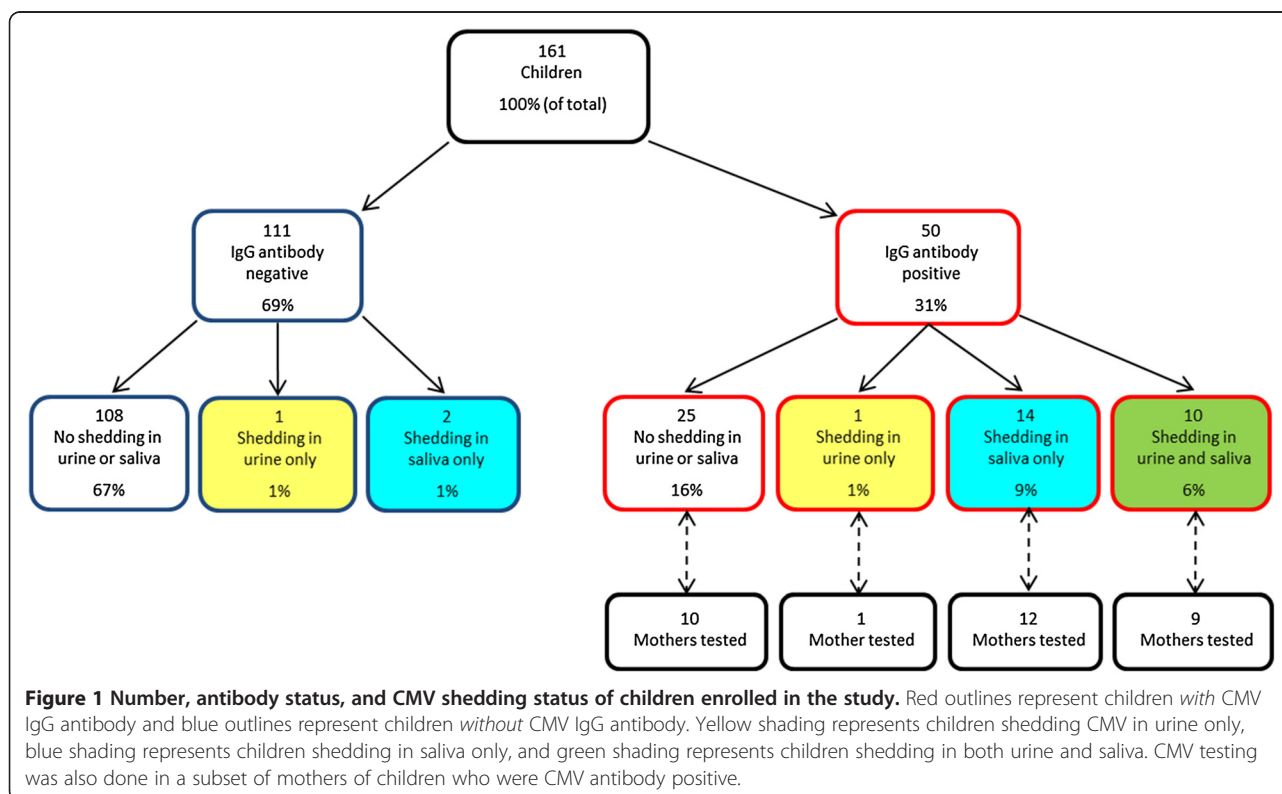 161
Children
100% (of total)
111
IgG antibody
negative
69%
50
IgG antibody
positive
31%
108
No shedding in
urine or saliva
67%
1
Shedding in
urine only
1%
2
Shedding in
saliva only
1%
25
No shedding in
urine or saliva
16%
1
Shedding in
urine only
1%
14
Shedding in
saliva only
9%
10
Shedding in
urine and saliva
6%
10
Mothers tested
1
Mother tested
12
Mothers tested
9
Mothers tested
Figure 1 Number, antibody status, and CMV shedding status of children enrolled in the study. Red outlines represent children with CMV
IgG antibody and blue outlines represent children without CMV IgG antibody. Yellow shading represents children shedding CMV in urine only,
blue shading represents children shedding in saliva only, and green shading represents children shedding in both urine and saliva. CMV testing
was also done in a subset of mothers of children who were CMV antibody positive.